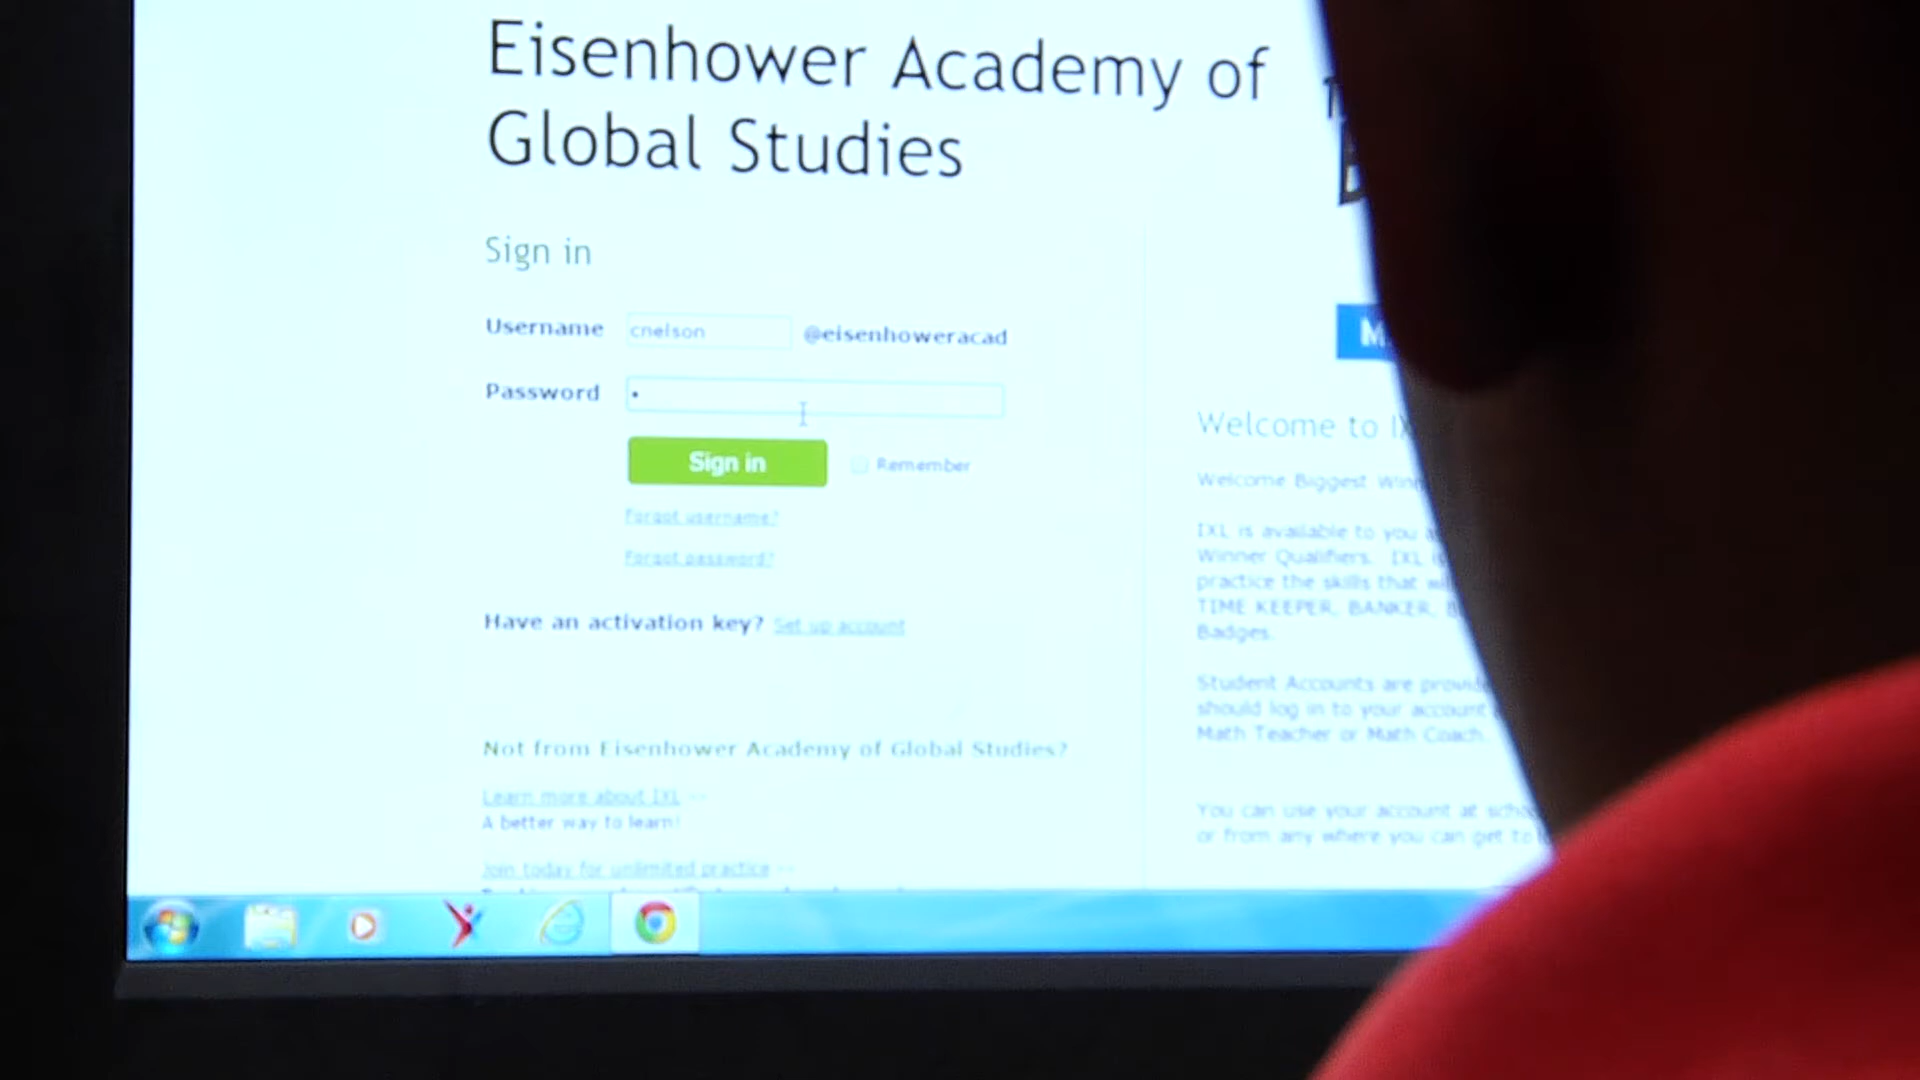 Eisenhower Academy of
Global Studies
Sign in
Username cnelson @eisenhoweracad
Password •
Sign in Remember
Forgot username?
Forgot password?
Have an activation key? Set up account
Not from Eisenhower Academy of Global Studies?
Learn more about IXL
A better way to learn!
Join today for unlimited practice
Welcome to
Welcome Biggest
IXL is available to you
Winner Qualifiers. IXL
practice the skills that
TIME KEEPER, BANKER,
Badges.
Student Accounts are
should log in to your account
Math Teacher or Math Coach.
You can use your account at
or from any where you can get to